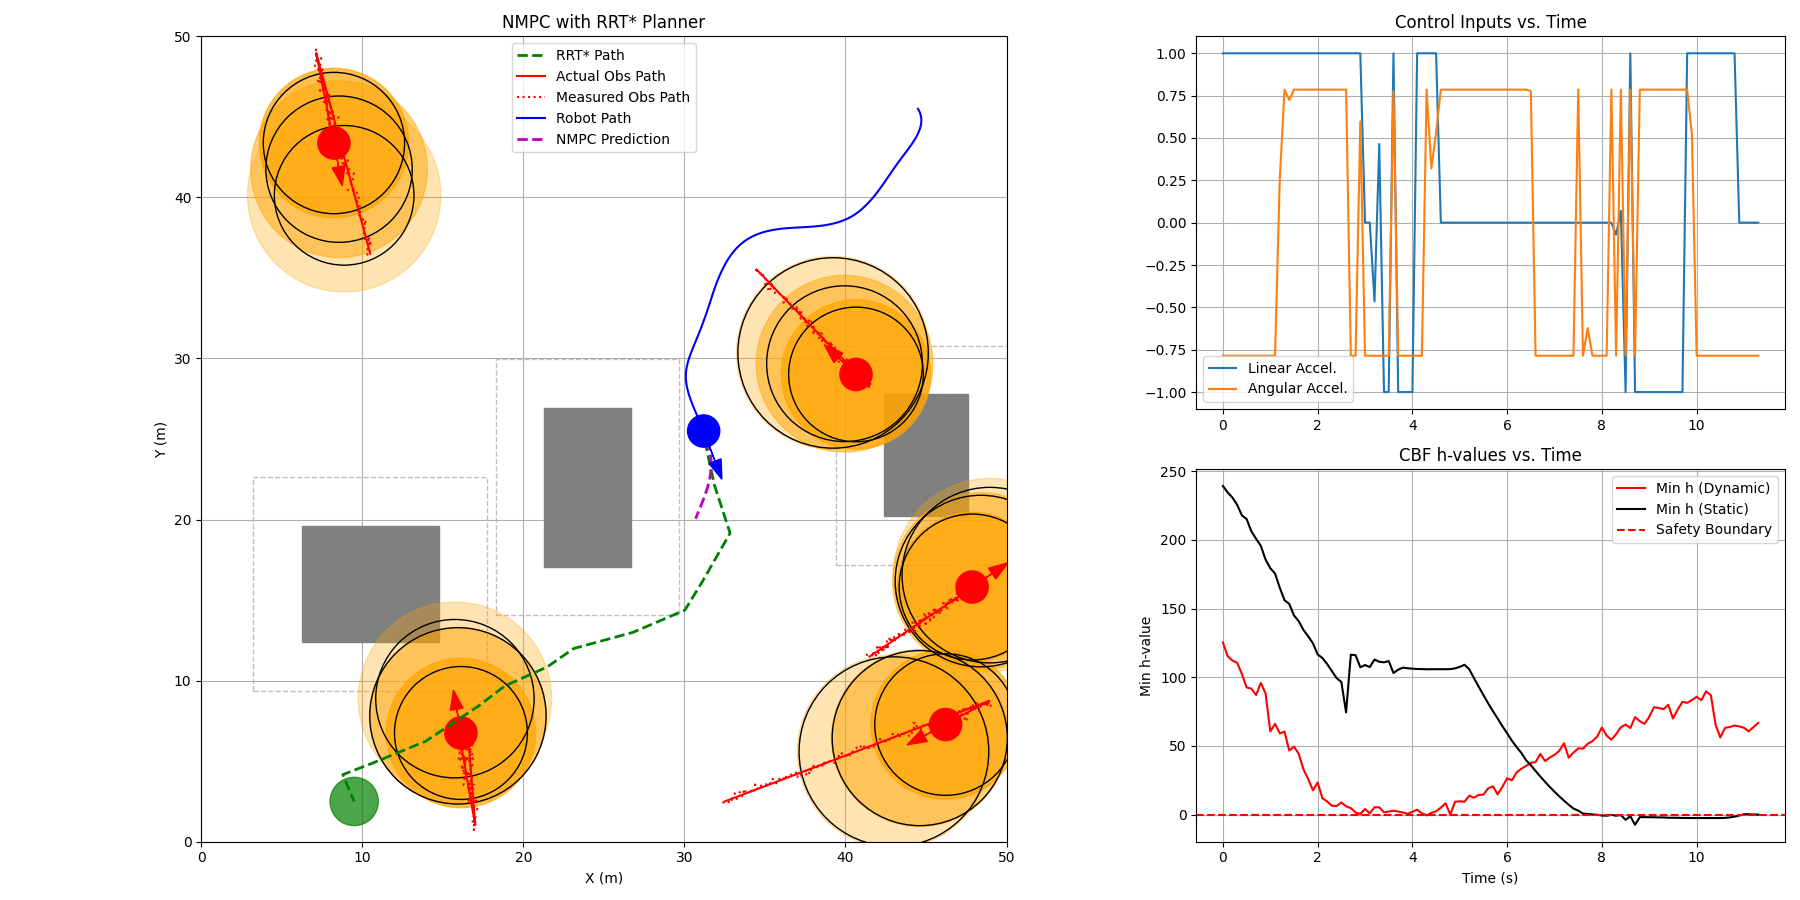 NMPC with RRT* Planner
RRT* Path
Actual Obs Path
Measured Obs Path
Robot Path
NMPC Prediction
50
40
30
20
10
0
Y (m)
0 10 20 30 40 50
X (m)
Control Inputs vs. Time
1.00
0.75
0.50
0.25
0.00
−0.25
−0.50
−0.75
−1.00
Linear Accel.
Angular Accel.
0 2 4 6 8 10
CBF h-values vs. Time
Min h (Dynamic)
Min h (Static)
Safety Boundary
250
200
150
100
50
0
Min h-value
0 2 4 6 8 10
Time (s)